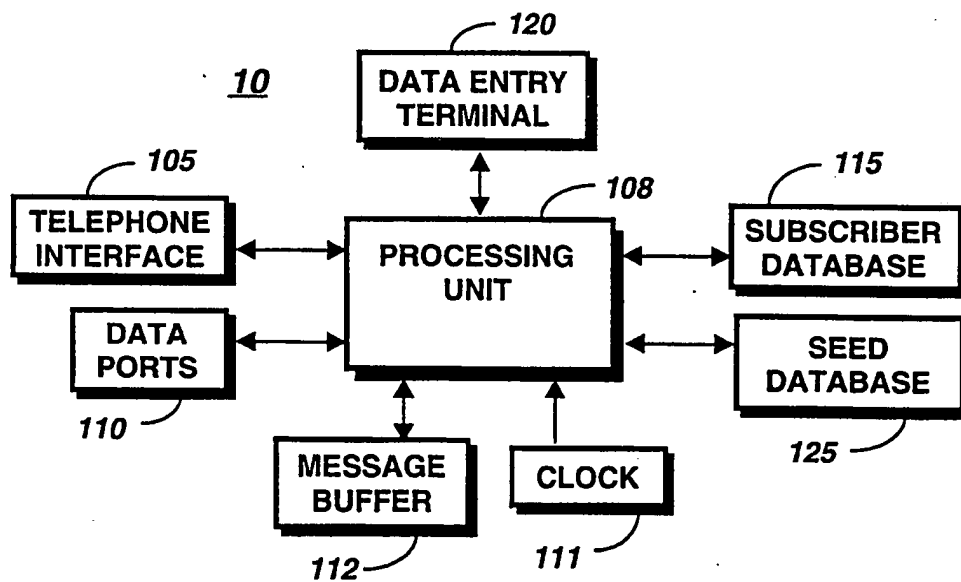 120
10
DATA ENTRY
TERMINAL
105
108
115
TELEPHONE
INTERFACE
PROCESSING
UNIT
SUBSCRIBER
DATABASE
DATA
PORTS
SEED
DATABASE
110
125
MESSAGE
BUFFER
CLOCK
112
111